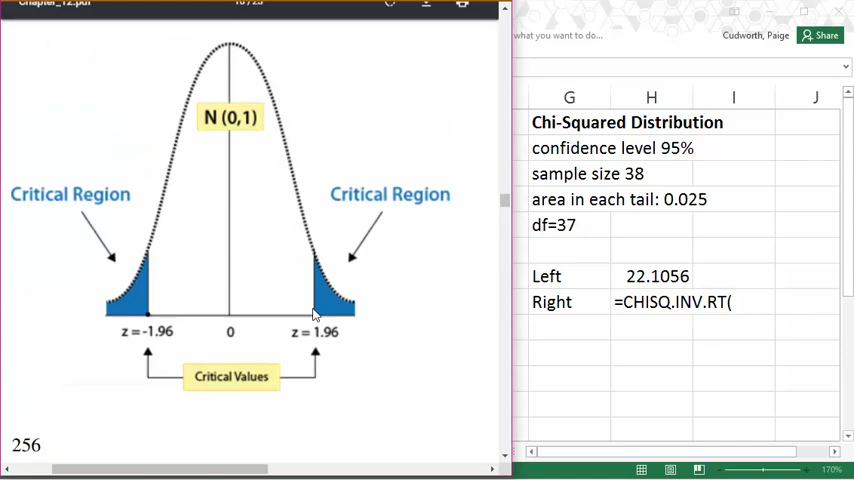 Chapter_12.pdf
N (0,1)
Critical Region
Critical Region
z = -1.96
0
z = 1.96
Critical Values
256
what you want to do...
Cudworth, Paige
Share
G H I J
Chi-Squared Distribution
confidence level 95%
sample size 38
area in each tail: 0.025
df=37
Left 22.1056
Right =CHISQ.INV.RT(
170%